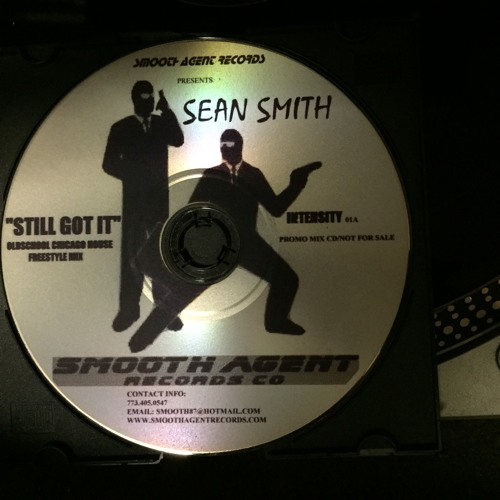 SMOOTH AGENT RECORDS
PRESENTS
SEAN SMITH
"STILL GOT IT"
OLDSCHOOL CHICAGO HOUSE
FREESTYLE MIX
INTENSITY 01A
PROMO MIX CD/NOT FOR SALE
SMOOTH AGENT
RECORDS CO
CONTACT INFO:
773.405.0547
EMAIL: SMOOTH87@HOTMAIL.COM
WWW.SMOOTHAGENTRECORDS.COM